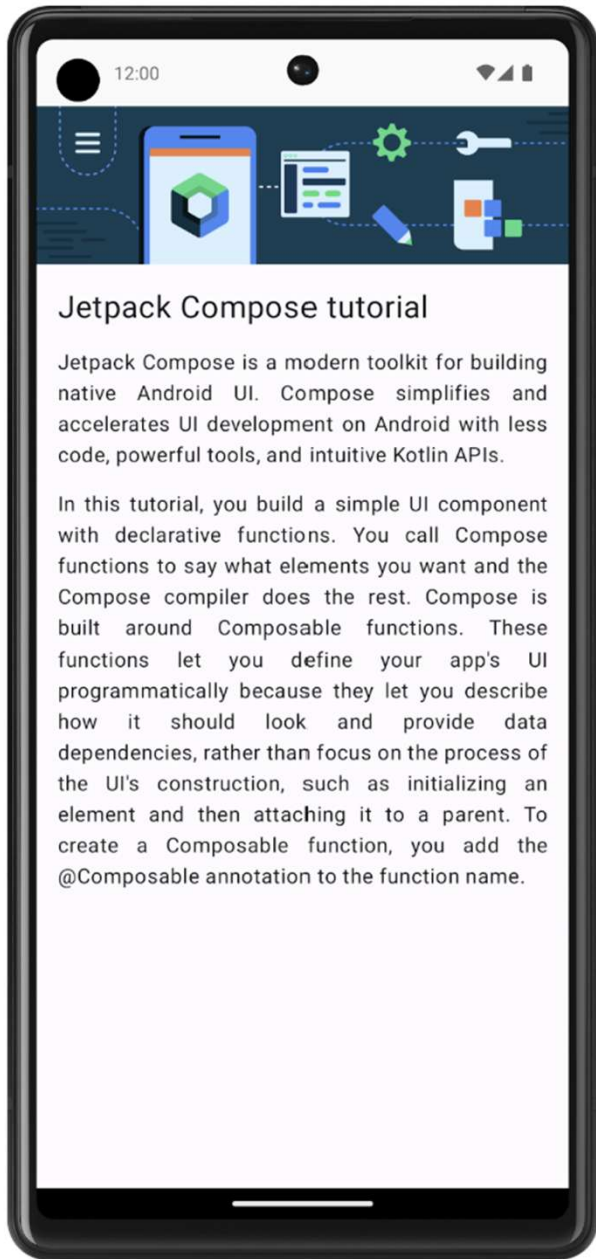 12:00
Jetpack Compose tutorial
Jetpack Compose is a modern toolkit for building
native Android UI. Compose simplifies and
accelerates UI development on Android with less
code, powerful tools, and intuitive Kotlin APIs.
In this tutorial, you build a simple UI component
with declarative functions. You call Compose
functions to say what elements you want and the
Compose compiler does the rest. Compose is
built around Composable functions. These
functions let you define your app's UI
programmatically because they let you describe
how it should look and provide data
dependencies, rather than focus on the process of
the UI's construction, such as initializing an
element and then attaching it to a parent. To
create a Composable function, you add the
@Composable annotation to the function name.